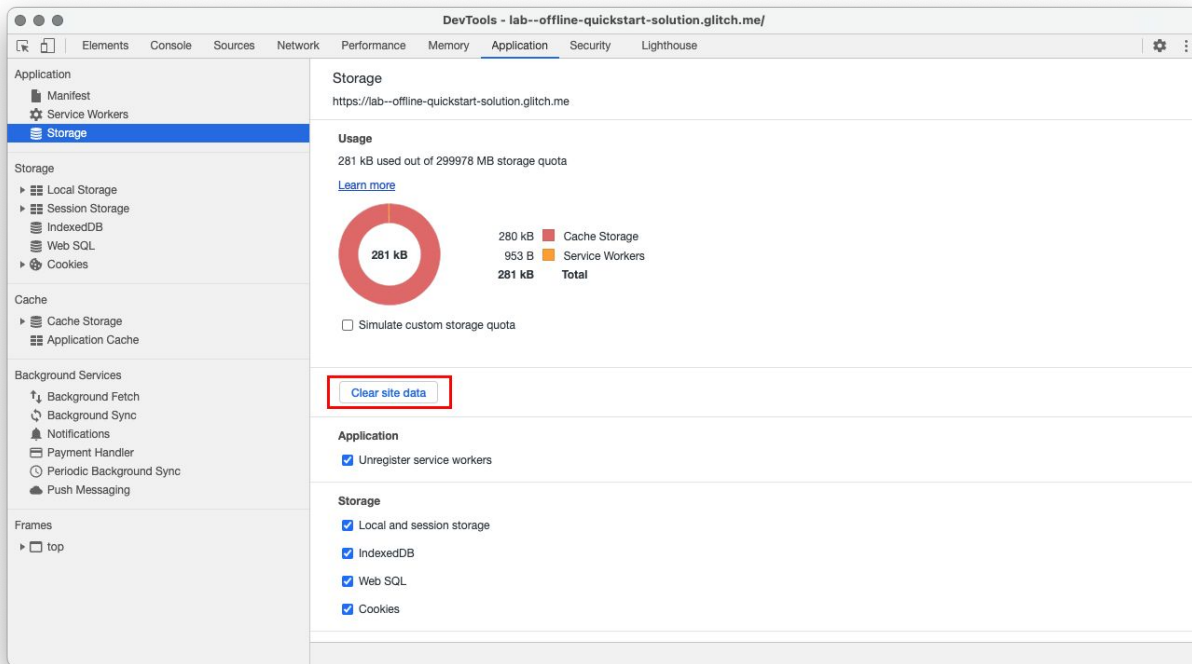 DevTools - lab--offline-quickstart-solution.glitch.me/
Elements Console Sources Network Performance Memory Application Security Lighthouse
Application
Manifest
Service Workers
Storage
Storage
Local Storage
Session Storage
IndexedDB
Web SQL
Cookies
Cache
Cache Storage
Application Cache
Background Services
Background Fetch
Background Sync
Notifications
Payment Handler
Periodic Background Sync
Push Messaging
Frames
top
Storage
https://lab--offline-quickstart-solution.glitch.me
Usage
281 kB used out of 299978 MB storage quota
Learn more
281 kB
280 kB Cache Storage
953 B Service Workers
281 kB Total
Simulate custom storage quota
Clear site data
Application
Unregister service workers
Storage
Local and session storage
IndexedDB
Web SQL
Cookies